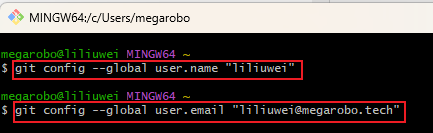 MINGW64:/c/Users/megarobo
megarobo@liliuwei MINGW64 ~
$ git config --global user.name "liliuwei"
megarobo@liliuwei MINGW64 ~
$ git config --global user.email "liliuwei@megarobo.tech"